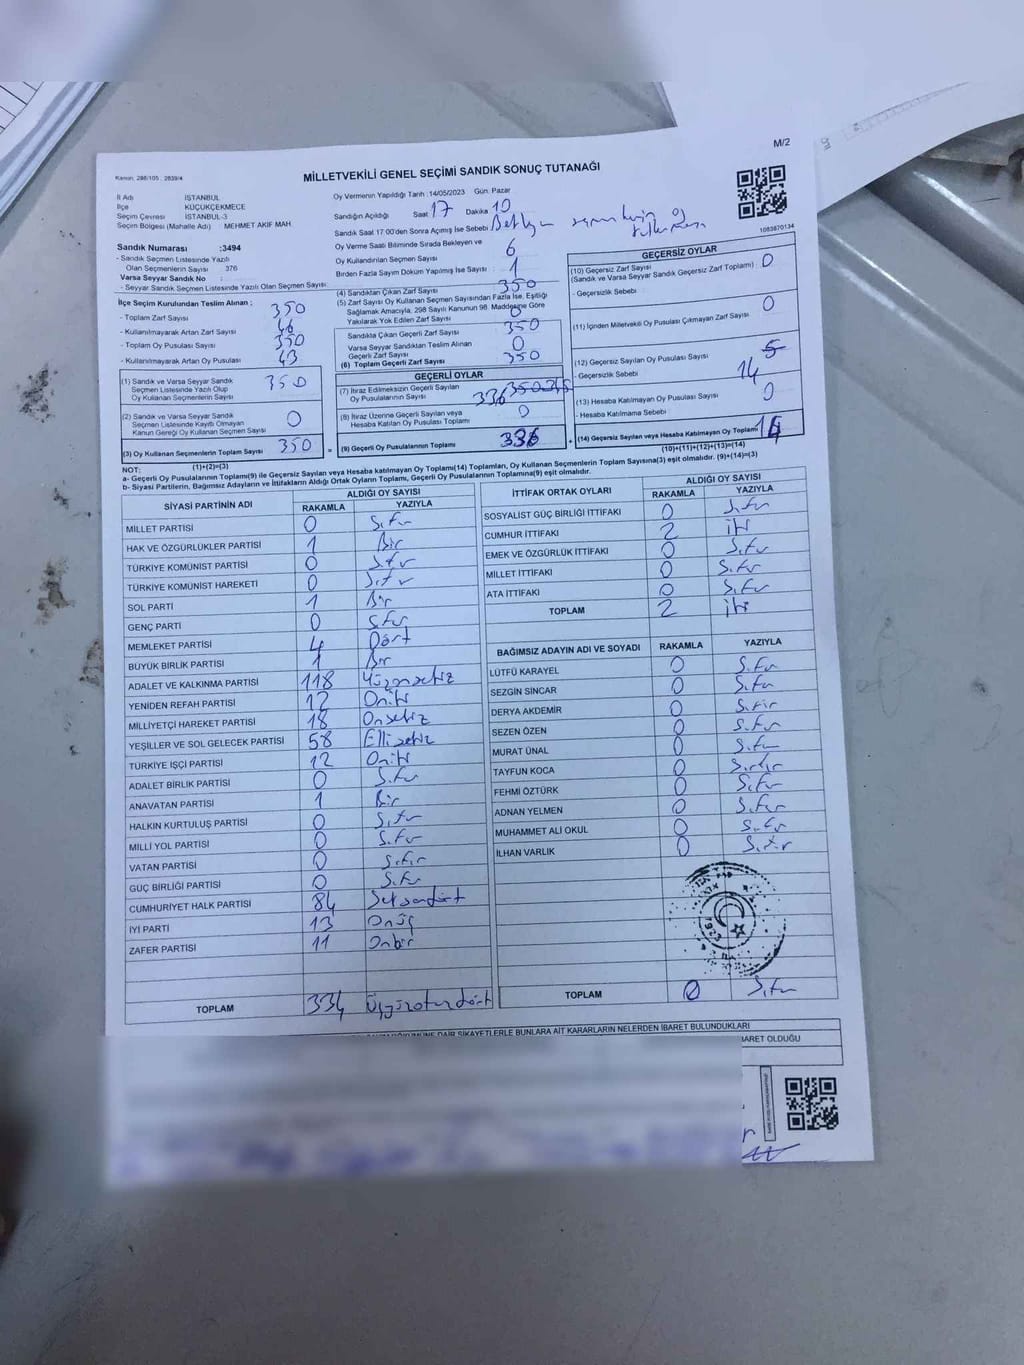 M/2
Kanun, 298/105 , 2839/4
MİLLETVEKİLİ GENEL SEÇİMİ SANDIK SONUÇ TUTANAĞI
İl Adı İSTANBUL
İlçe KÜÇÜKÇEKMECE
Seçim Çevresi İSTANBUL-3
Seçim Bölgesi (Mahalle Adı) MEHMET AKİF MAH.
Oy Vermenin Yapıldığı Tarih :14/05/2023 Gün: Pazar
Sandığın Açıldığı Saat 17 Dakika 10
Sandık Saat 17:00'den Sonra Açımış İse Sebebi
1083870134
Sandık Numarası :3494
- Sandık Seçmen Listesinde Yazılı
Olan Seçmenlerin Sayısı 376
Varsa Seyyar Sandık No :
- Seyyar Sandık Seçmen Listesinde Yazılı Olan Seçmen Sayısı:
Oy Verme Saati Bitiminde Sırada Bekleyen ve
Oy Kullandırılan Seçmen Sayısı 6
Birden Fazla Sayım Döküm Yapılmış İse Sayısı : 1
İlçe Seçim Kurulundan Teslim Alınan ;
- Toplam Zarf Sayısı 350
- Kullanılmayarak Artan Zarf Sayısı
- Toplam Oy Pusulası Sayısı 350
- Kullanılmayarak Artan Oy Pusulası 43
(1) Sandık ve Varsa Seyyar Sandık
Seçmen Listesinde Yazılı Olup
Oy Kullanan Seçmenlerin Sayısı 350
(2) Sandık ve Varsa Seyyar Sandık
Seçmen Listesinde Kayıtlı Olmayan
Kanun Gereği Oy Kullanan Seçmen Sayısı 0
(3) Oy Kullanan Seçmenlerin Toplam Sayısı 350
(1)+(2)=(3)
(4) Sandıktan Çıkan Zarf Sayısı 350
(5) Zarf Sayısı Oy Kullanan Seçmen Sayısından Fazla İse, Eşitliği
Sağlamak Amacıyla, 298 Sayılı Kanunun 98. Maddesine Göre
Yakılarak Yok Edilen Zarf Sayısı 0
Sandıkta Çıkan Geçerli Zarf Sayısı 350
Varsa Seyyar Sandıktan Teslim Alınan
Geçerli Zarf Sayısı 0
(6) Toplam Geçerli Zarf Sayısı 350
GEÇERLİ OYLAR
(7) İtiraz Edilmeksizin Geçerli Sayılan
Oy Pusulasının Sayısı 336
(8) İtiraz Üzerine Geçerli Sayılan veya
Hesaba Katılan Oy Pusulası Toplamı 0
(9) Geçerli Oy Pusulalarının Toplamı 336
GEÇERSİZ OYLAR
(10) Geçersiz Zarf Sayısı 0
(Sandık ve Varsa Seyyar Sandık Geçersiz Zarf Toplamı)
- Geçersizlik Sebebi
(11) İçinden Milletvekili Oy Pusulası Çıkmayan Zarf Sayısı 0
(12) Geçersiz Sayılan Oy Pusulası Sayısı 5 14
- Geçersizlik Sebebi
(13) Hesaba Katılmayan Oy Pusulası Sayısı 0
- Hesaba Katılmama Sebebi
(14) Geçersiz Sayılan veya Hesaba Katılmayan Oy Toplamı 14
(10)+(11)+(12)+(13)=(14)
NOT:
a- Geçerli Oy Pusulalarının Toplamı(9) ile Geçersiz Sayılan veya Hesaba Katılmayan Oy Toplamı(14) Toplamları, Oy Kullanan Seçmenlerin Toplam Sayısına(3) eşit olmalıdır. (9)+(14)=(3)
b- Siyasi Partilerin, Bağımsız Adayların ve İttifakların Aldığı Ortak Oyların Toplamı, Geçerli Oy Pusulalarının Toplamına(9) eşit olmalıdır.
SİYASİ PARTİNİN ADI ALDIĞI OY SAYISI
RAKAMLA YAZIYLA
MİLLET PARTİSİ 0 Sıfır
HAK VE ÖZGÜRLÜKLER PARTİSİ 1 Bir
TÜRKİYE KOMÜNİST PARTİSİ 0 Sıfır
TÜRKİYE KOMÜNİST HAREKETİ 0 Sıfır
SOL PARTİ 1 Bir
GENÇ PARTİ 0 Sıfır
MEMLEKET PARTİSİ 4 Dört
BÜYÜK BİRLİK PARTİSİ 1 Bir
ADALET VE KALKINMA PARTİSİ 118 Yüzonsekiz
YENİDEN REFAH PARTİSİ 12 Oniki
MİLLİYETÇİ HAREKET PARTİSİ 18 Onsekiz
YEŞİLLER VE SOL GELECEK PARTİSİ 58 Ellisekiz
TÜRKİYE İŞÇİ PARTİSİ 12 Oniki
ADALET BİRLİK PARTİSİ 0 Sıfır
ANAVATAN PARTİSİ 1 Bir
HALKIN KURTULUŞ PARTİSİ 0 Sıfır
MİLLİ YOL PARTİSİ 0 Sıfır
VATAN PARTİSİ 0 Sıfır
GÜÇ BİRLİĞİ PARTİSİ 0 Sıfır
CUMHURİYET HALK PARTİSİ 84 Seksendört
İYİ PARTİ 13 Onüç
ZAFER PARTİSİ 11 Onbir
TOPLAM 334 Üçyüzotuzdört
İTTİFAK ORTAK OYLARI ALDIĞI OY SAYISI
RAKAMLA YAZIYLA
SOSYALİST GÜÇ BİRLİĞİ İTTİFAKI 0 Sıfır
CUMHUR İTTİFAKI 2 iki
EMEK VE ÖZGÜRLÜK İTTİFAKI 0 Sıfır
MİLLET İTTİFAKI 0 Sıfır
ATA İTTİFAKI 0 Sıfır
TOPLAM 2 iki
BAĞIMSIZ ADAYIN ADI VE SOYADI RAKAMLA YAZIYLA
LÜTFÜ KARAYEL 0 Sıfır
SEZGİN SİNCAR 0 Sıfır
DERYA AKDEMİR 0 Sıfır
SEZEN ÖZEN 0 Sıfır
MURAT ÜNAL 0 Sıfır
TAYFUN KOCA 0 Sıfır
FEHMİ ÖZTÜRK 0 Sıfır
ADNAN YELMEN 0 Sıfır
MUHAMMET ALİ OKUL 0 Sıfır
İLHAN VARLIK 0 Sıfır
TOPLAM 0 Sıfır
DAİR ŞİKAYETLERLE BUNLARA AİT KARARLARIN NELERDEN İBARET BULUNDUKLARI
İBARET OLDUĞU